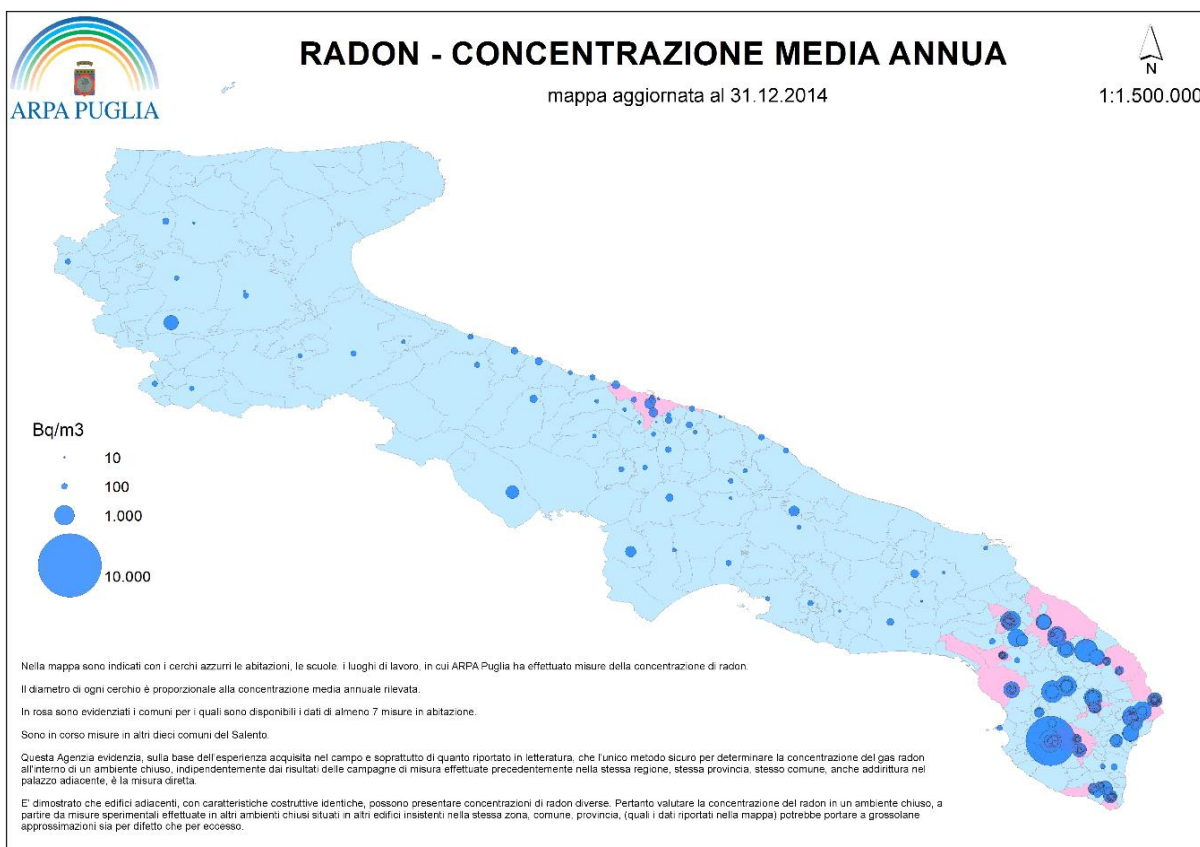 RADON - CONCENTRAZIONE MEDIA ANNUA
mappa aggiornata al 31.12.2014
N
1:1.500.000
ARPA PUGLIA
Bq/m3
10
100
1.000
10.000
Nella mappa sono indicati con i cerchi azzurri le abitazioni, le scuole, i luoghi di lavoro, in cui ARPA Puglia ha effettuato misure della concentrazione di radon.
Il diametro di ogni cerchio è proporzionale alla concentrazione media annuale rilevata.
In rosa sono evidenziati i comuni per i quali sono disponibili i dati di almeno 7 misure in abitazione.
Sono in corso misure in altri dieci comuni del Salento.
Questa Agenzia evidenzia, sulla base dell'esperienza acquisita nel campo e soprattutto di quanto riportato in letteratura, che l'unico metodo sicuro per determinare la concentrazione del gas radon
all'interno di un ambiente chiuso, indipendentemente dai risultati delle campagne di misura effettuate precedentemente nella stessa regione, stessa provincia, stesso comune, anche addirittura nel
palazzo adiacente, è la misura diretta.
E' dimostrato che edifici adiacenti, con caratteristiche costruttive identiche, possono presentare concentrazioni di radon diverse. Pertanto valutare la concentrazione del radon in un ambiente chiuso, a
partire da misure sperimentali effettuate in altri ambienti chiusi situati in altri edifici insistenti nella stessa zona, comune, provincia, (quali i dati riportati nella mappa) potrebbe portare a grossolane
approssimazioni sia per difetto che per eccesso.